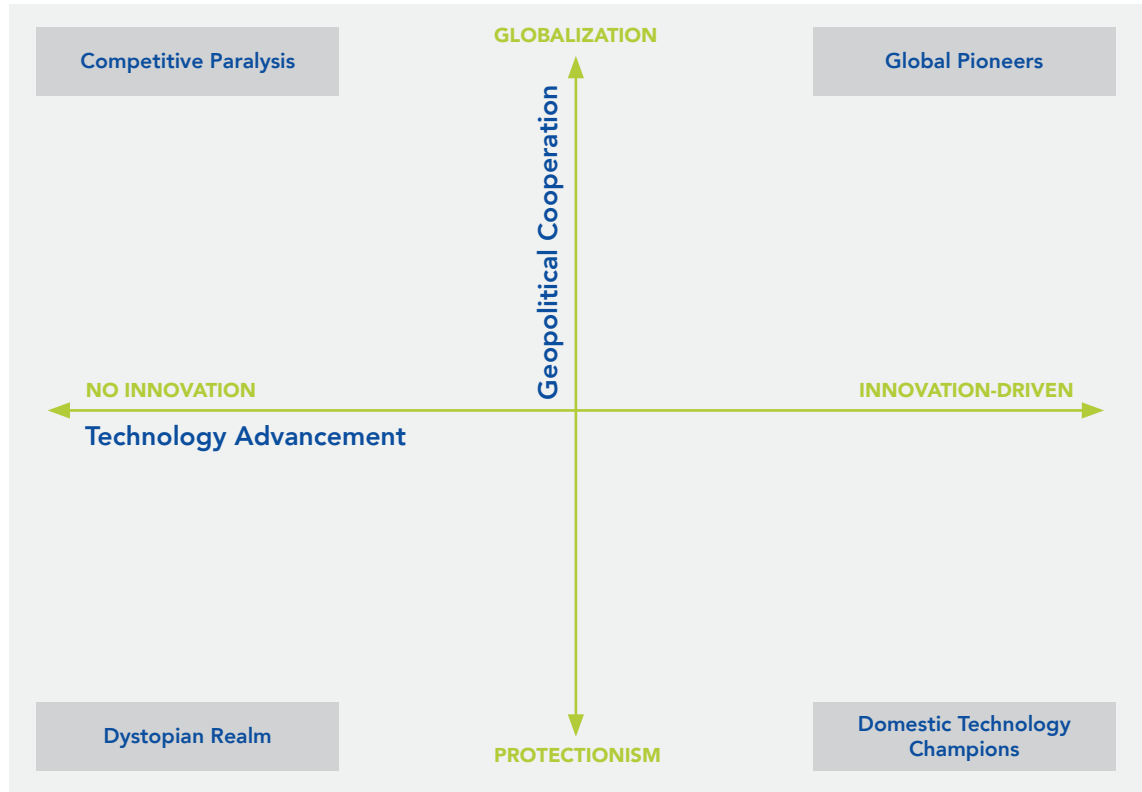 GLOBALIZATION
Competitive Paralysis
Global Pioneers
Geopolitical Cooperation
NO INNOVATION
INNOVATION-DRIVEN
Technology Advancement
Dystopian Realm
Domestic Technology
Champions
PROTECTIONISM